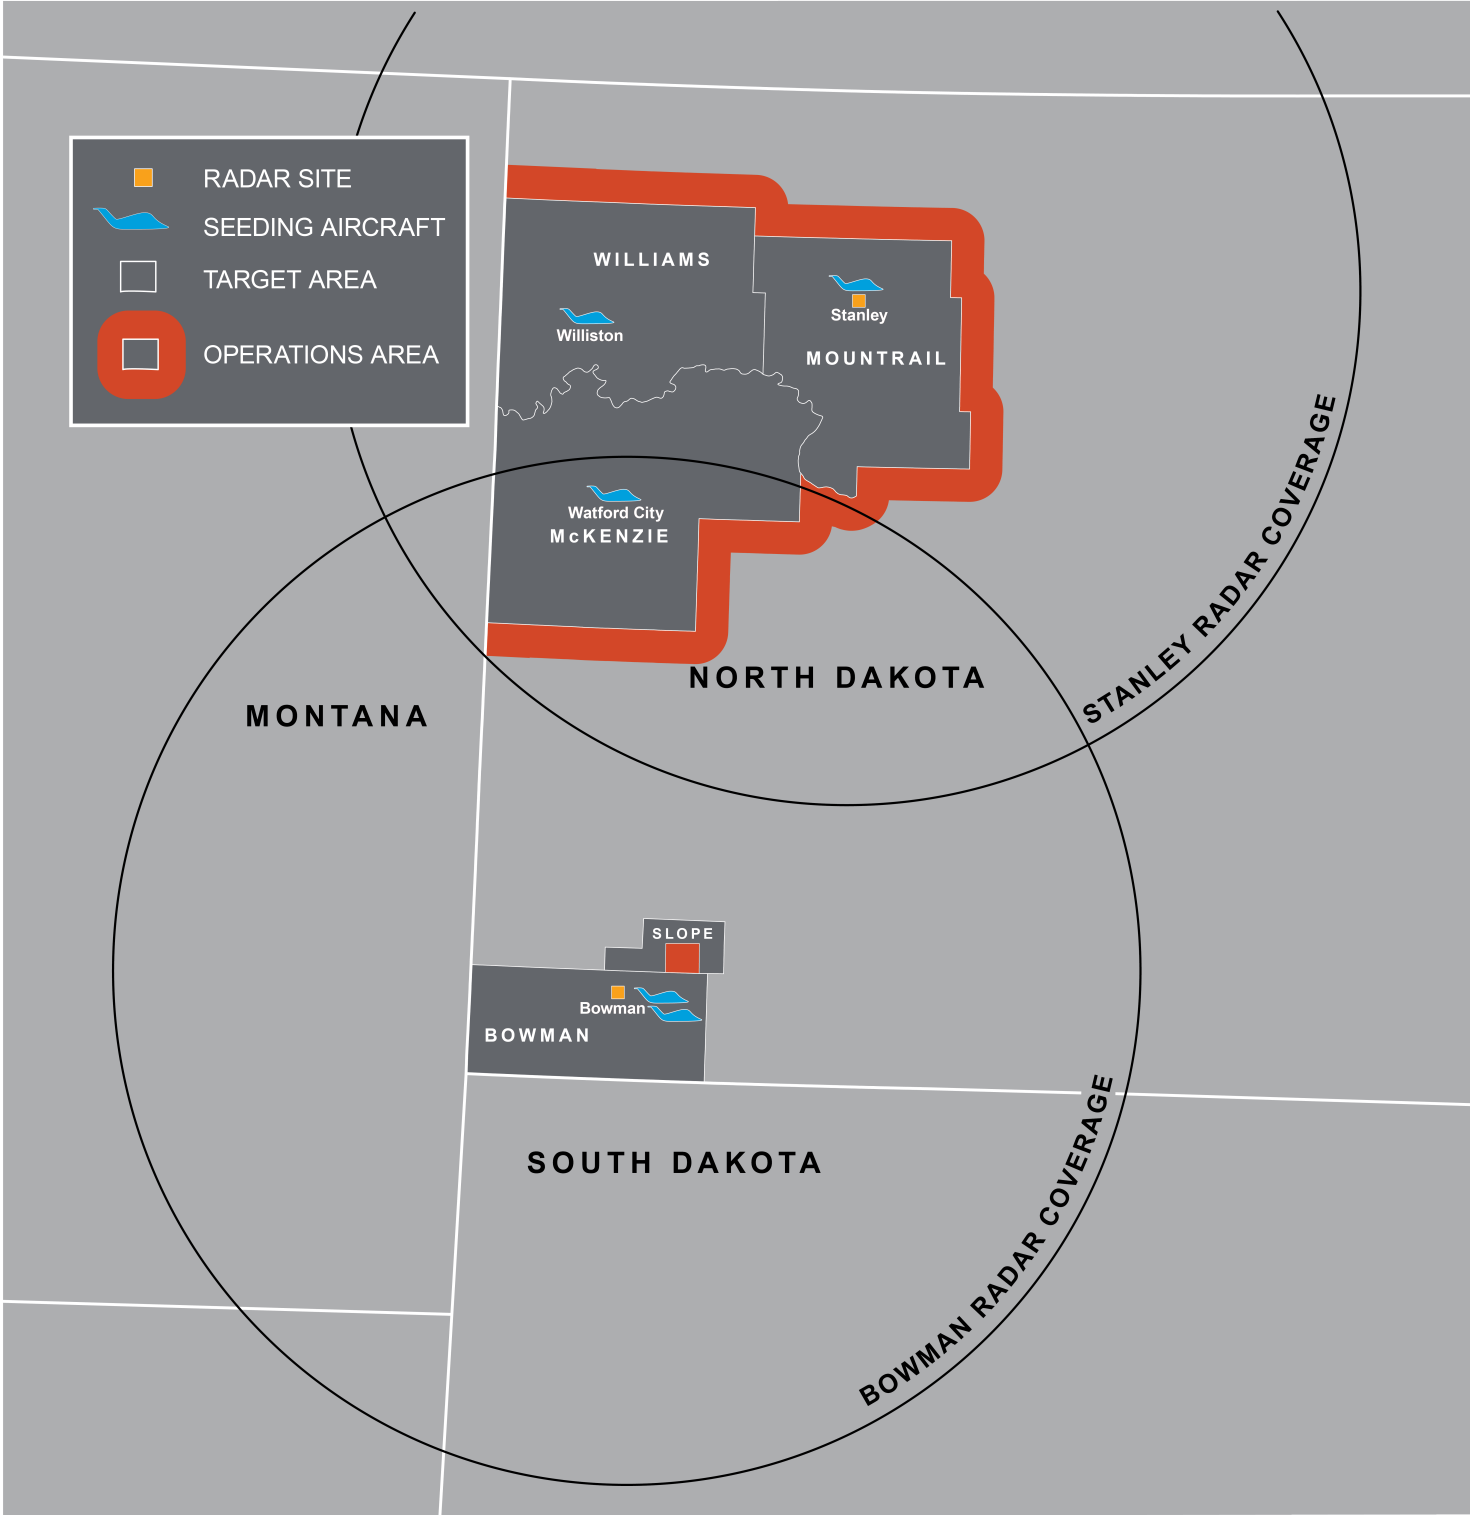 RADAR SITE
SEEDING AIRCRAFT
TARGET AREA
OPERATIONS AREA
WILLIAMS
Williston
Stanley
MOUNTRAIL
Watford City
McKENZIE
STANLEY RADAR COVERAGE
NORTH DAKOTA
MONTANA
SLOPE
Bowman
BOWMAN
SOUTH DAKOTA
BOWMAN RADAR COVERAGE